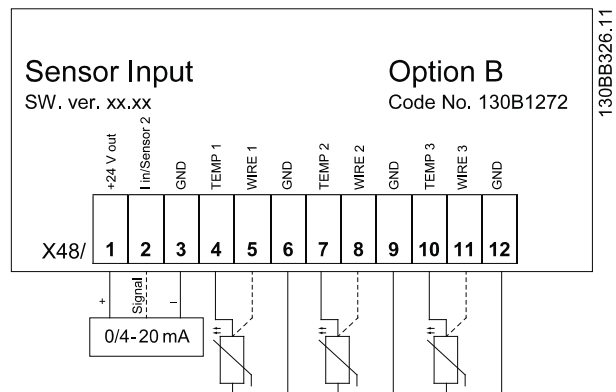 Sensor Input
SW. ver. xx.xx
Option B
Code No. 130B1272
130BB326.11
+24 V out
I in/Sensor 2
GND
TEMP 1
WIRE 1
GND
TEMP 2
WIRE 2
GND
TEMP 3
WIRE 3
GND
X48/ 1 2 3 4 5 6 7 8 9 10 11 12
+ Signal –
0/4-20 mA